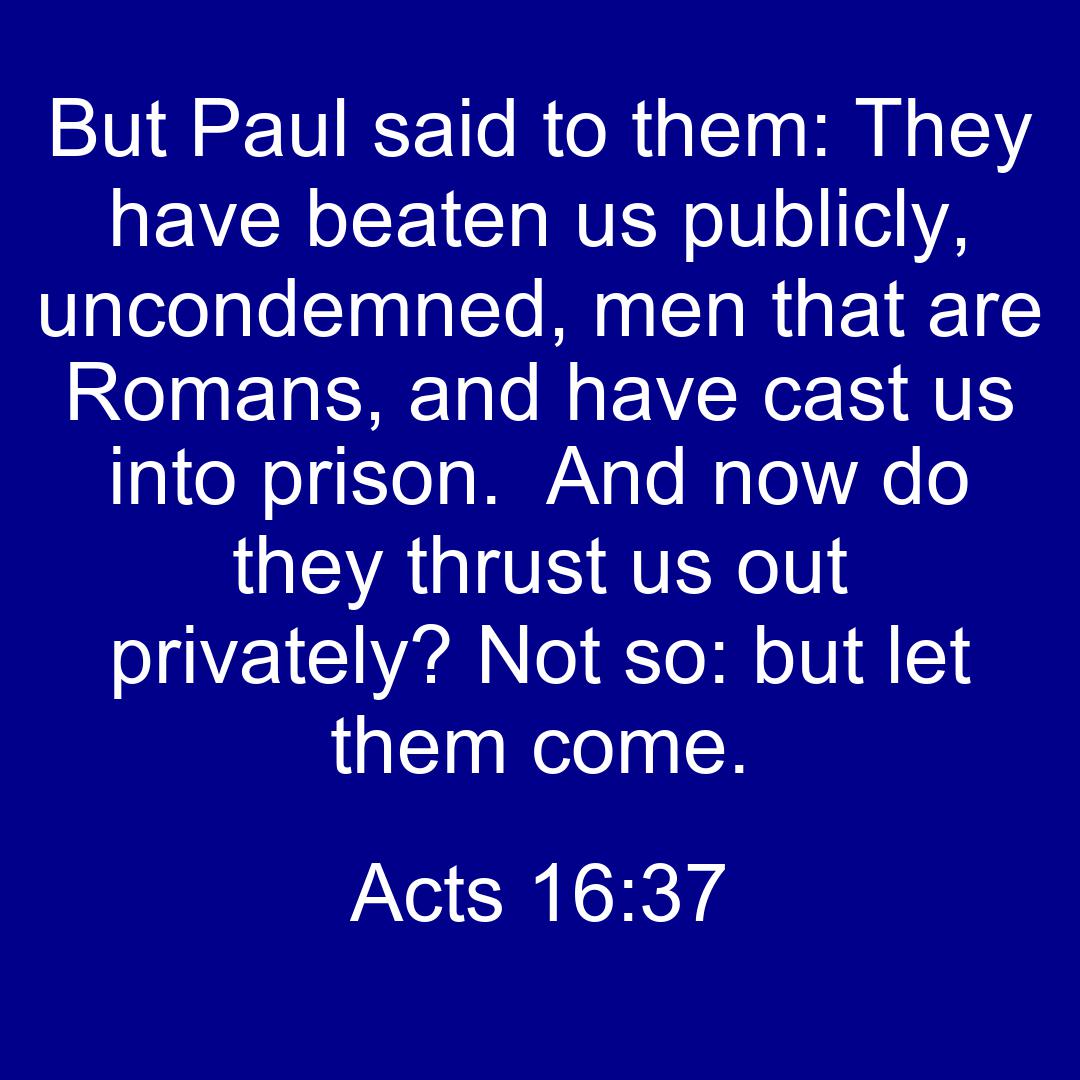 But Paul said to them: They
have beaten us publicly,
uncondemned, men that are
Romans, and have cast us
into prison.  And now do
they thrust us out
privately? Not so: but let
them come.
Acts 16:37